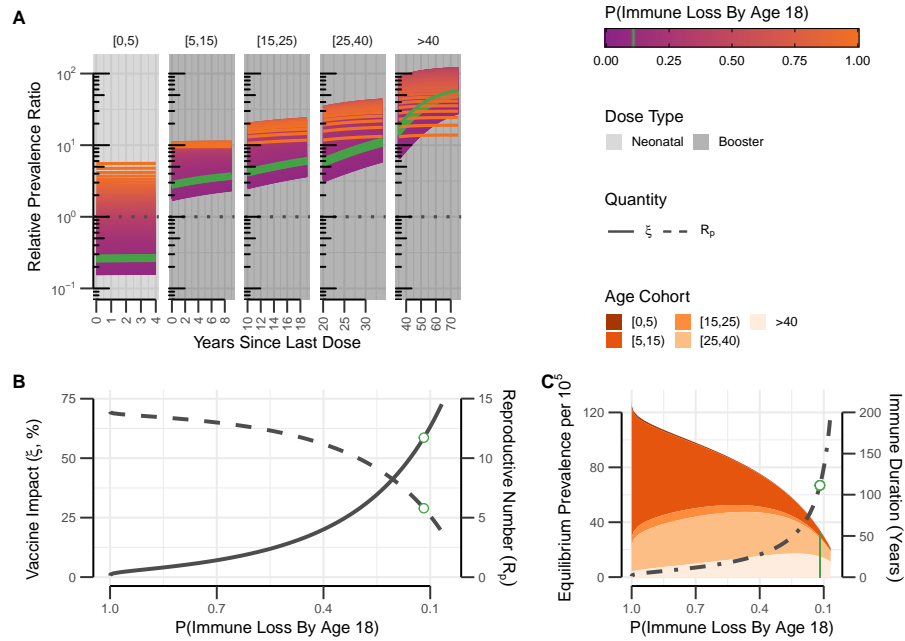 A
[0,5)
[5,15)
[15,25)
[25,40)
>40
Relative Prevalence Ratio
10²
10¹
10⁰
10⁻¹
0 1 2 3 4
0 2 4 6 8
10 12 14 16 18
20 25 30
40 50 60 70
Years Since Last Dose
P(Immune Loss By Age 18)
0.00 0.25 0.50 0.75 1.00
Dose Type
Neonatal Booster
Quantity
ξ Rₚ
Age Cohort
[0,5) [15,25) >40
[5,15) [25,40)
B
Vaccine Impact (ξ, %)
75
50
25
0
15
10
5
0
Reproductive Number (Rₚ)
1.0 0.7 0.4 0.1
P(Immune Loss By Age 18)
C
Equilibrium Prevalence per 10⁵
120
80
40
0
200
150
100
50
0
Immune Duration (Years)
1.0 0.7 0.4 0.1
P(Immune Loss By Age 18)